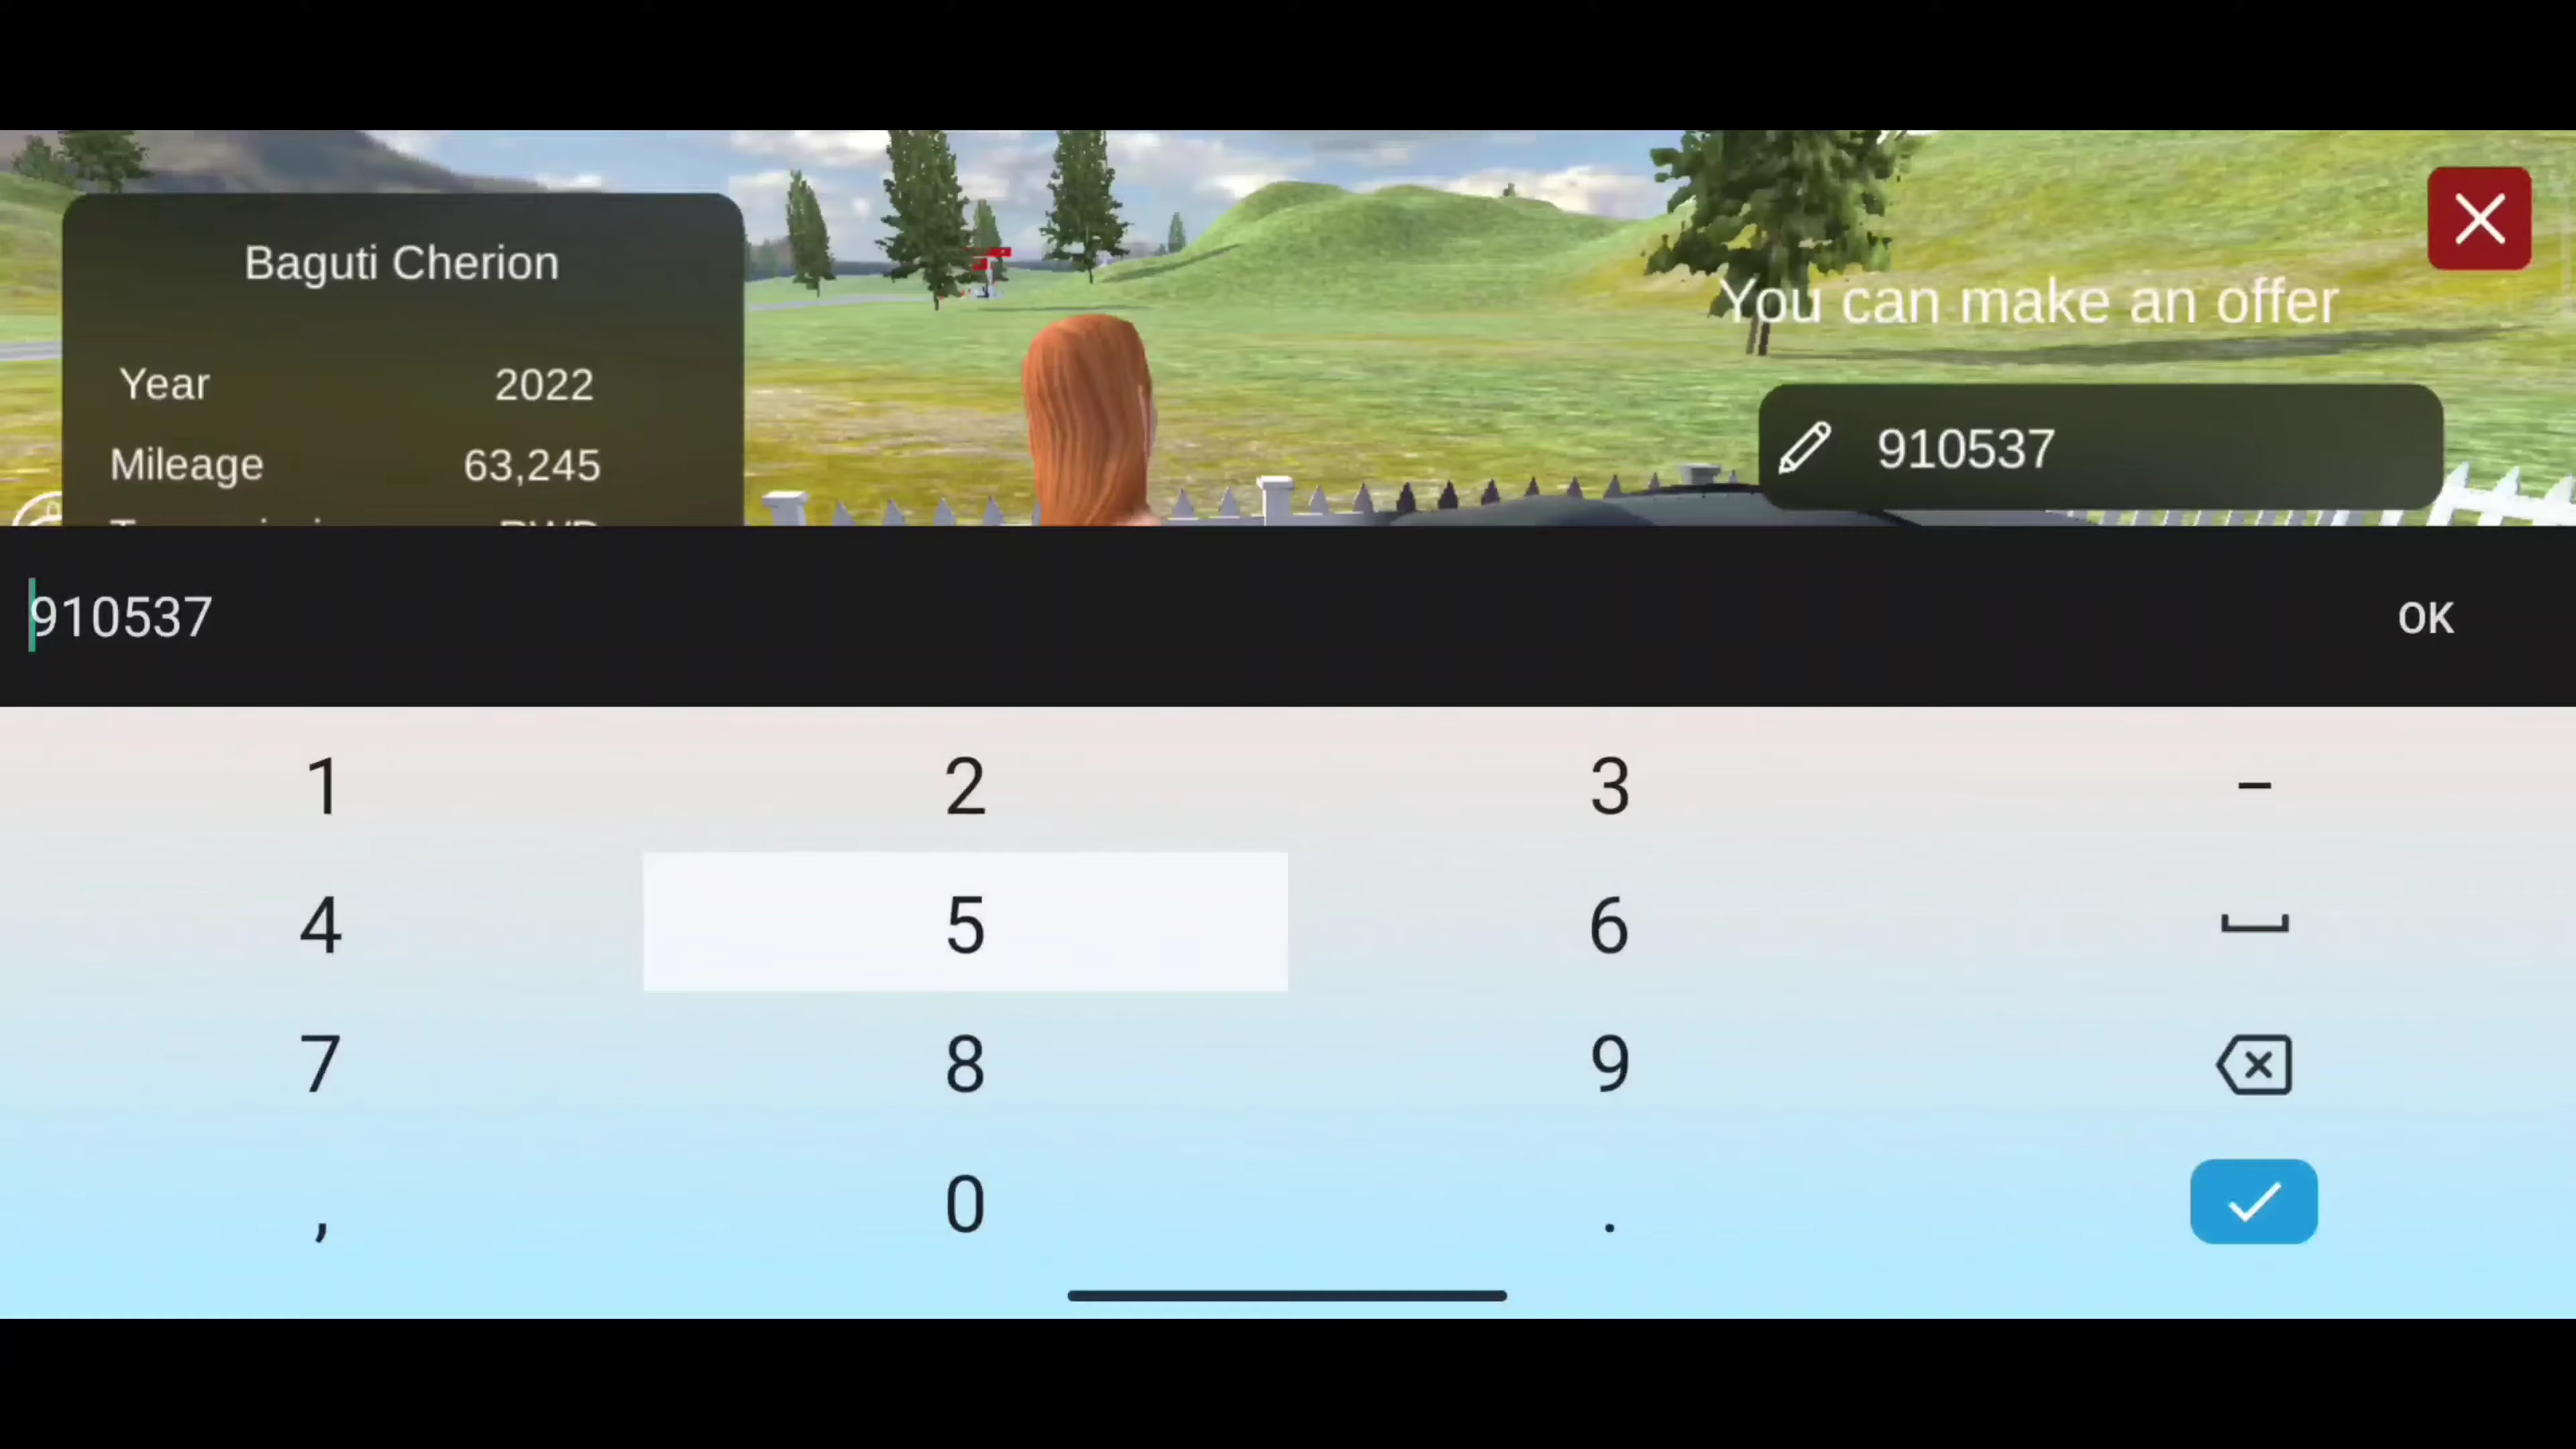 Baguti Cherion
Year 2022
Mileage 63,245
You can make an offer
910537
910537
OK
1 2 3 –
4 5 6
7 8 9
, 0 .